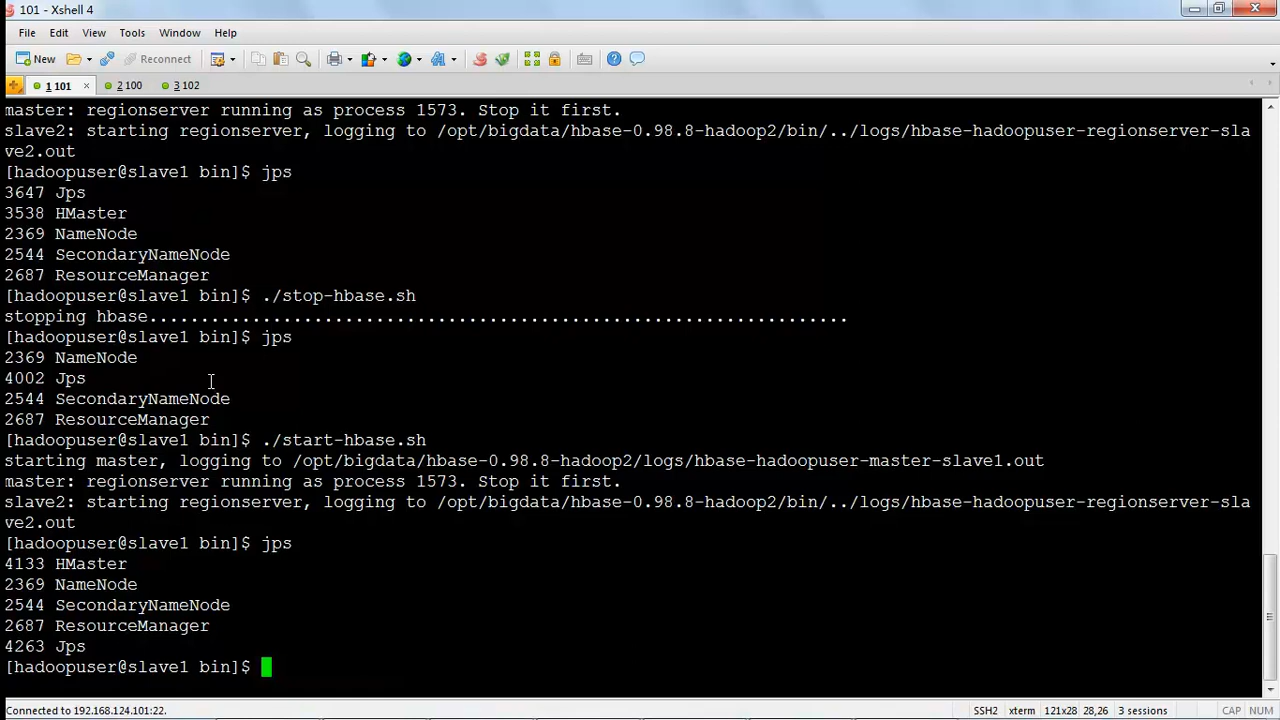 101 - Xshell 4
File Edit View Tools Window Help
New Reconnect
1 101 2 100 3 102
master: regionserver running as process 1573. Stop it first.
slave2: starting regionserver, logging to /opt/bigdata/hbase-0.98.8-hadoop2/bin/../logs/hbase-hadoopuser-regionserver-sla
ve2.out
[hadoopuser@slave1 bin]$ jps
3647 Jps
3538 HMaster
2369 NameNode
2544 SecondaryNameNode
2687 ResourceManager
[hadoopuser@slave1 bin]$ ./stop-hbase.sh
stopping hbase....................................................................
[hadoopuser@slave1 bin]$ jps
2369 NameNode
4002 Jps
2544 SecondaryNameNode
2687 ResourceManager
[hadoopuser@slave1 bin]$ ./start-hbase.sh
starting master, logging to /opt/bigdata/hbase-0.98.8-hadoop2/logs/hbase-hadoopuser-master-slave1.out
master: regionserver running as process 1573. Stop it first.
slave2: starting regionserver, logging to /opt/bigdata/hbase-0.98.8-hadoop2/bin/../logs/hbase-hadoopuser-regionserver-sla
ve2.out
[hadoopuser@slave1 bin]$ jps
4133 HMaster
2369 NameNode
2544 SecondaryNameNode
2687 ResourceManager
4263 Jps
[hadoopuser@slave1 bin]$
Connected to 192.168.124.101:22. SSH2 xterm 121x28 28,26 3 sessions CAP NUM